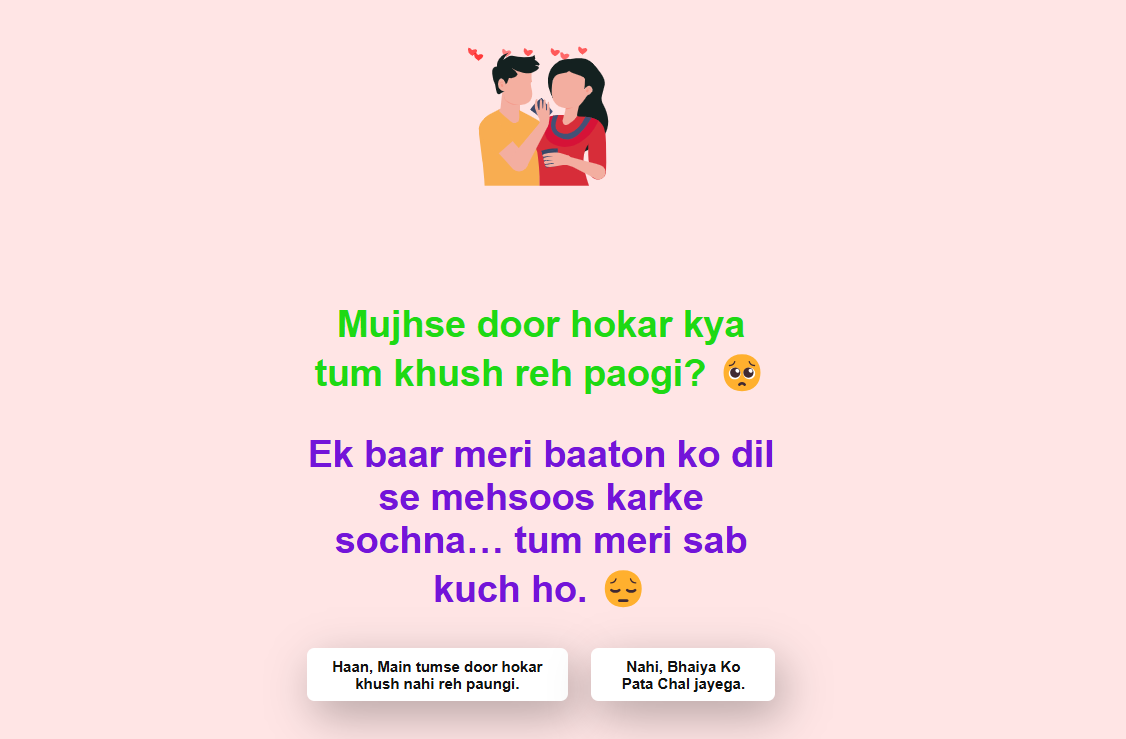 Mujhse door hokar kya
tum khush reh paogi? 🥺
Ek baar meri baaton ko dil
se mehsoos karke
sochna… tum meri sab
kuch ho. 😔
Haan, Main tumse door hokar
khush nahi reh paungi.
Nahi, Bhaiya Ko
Pata Chal jayega.